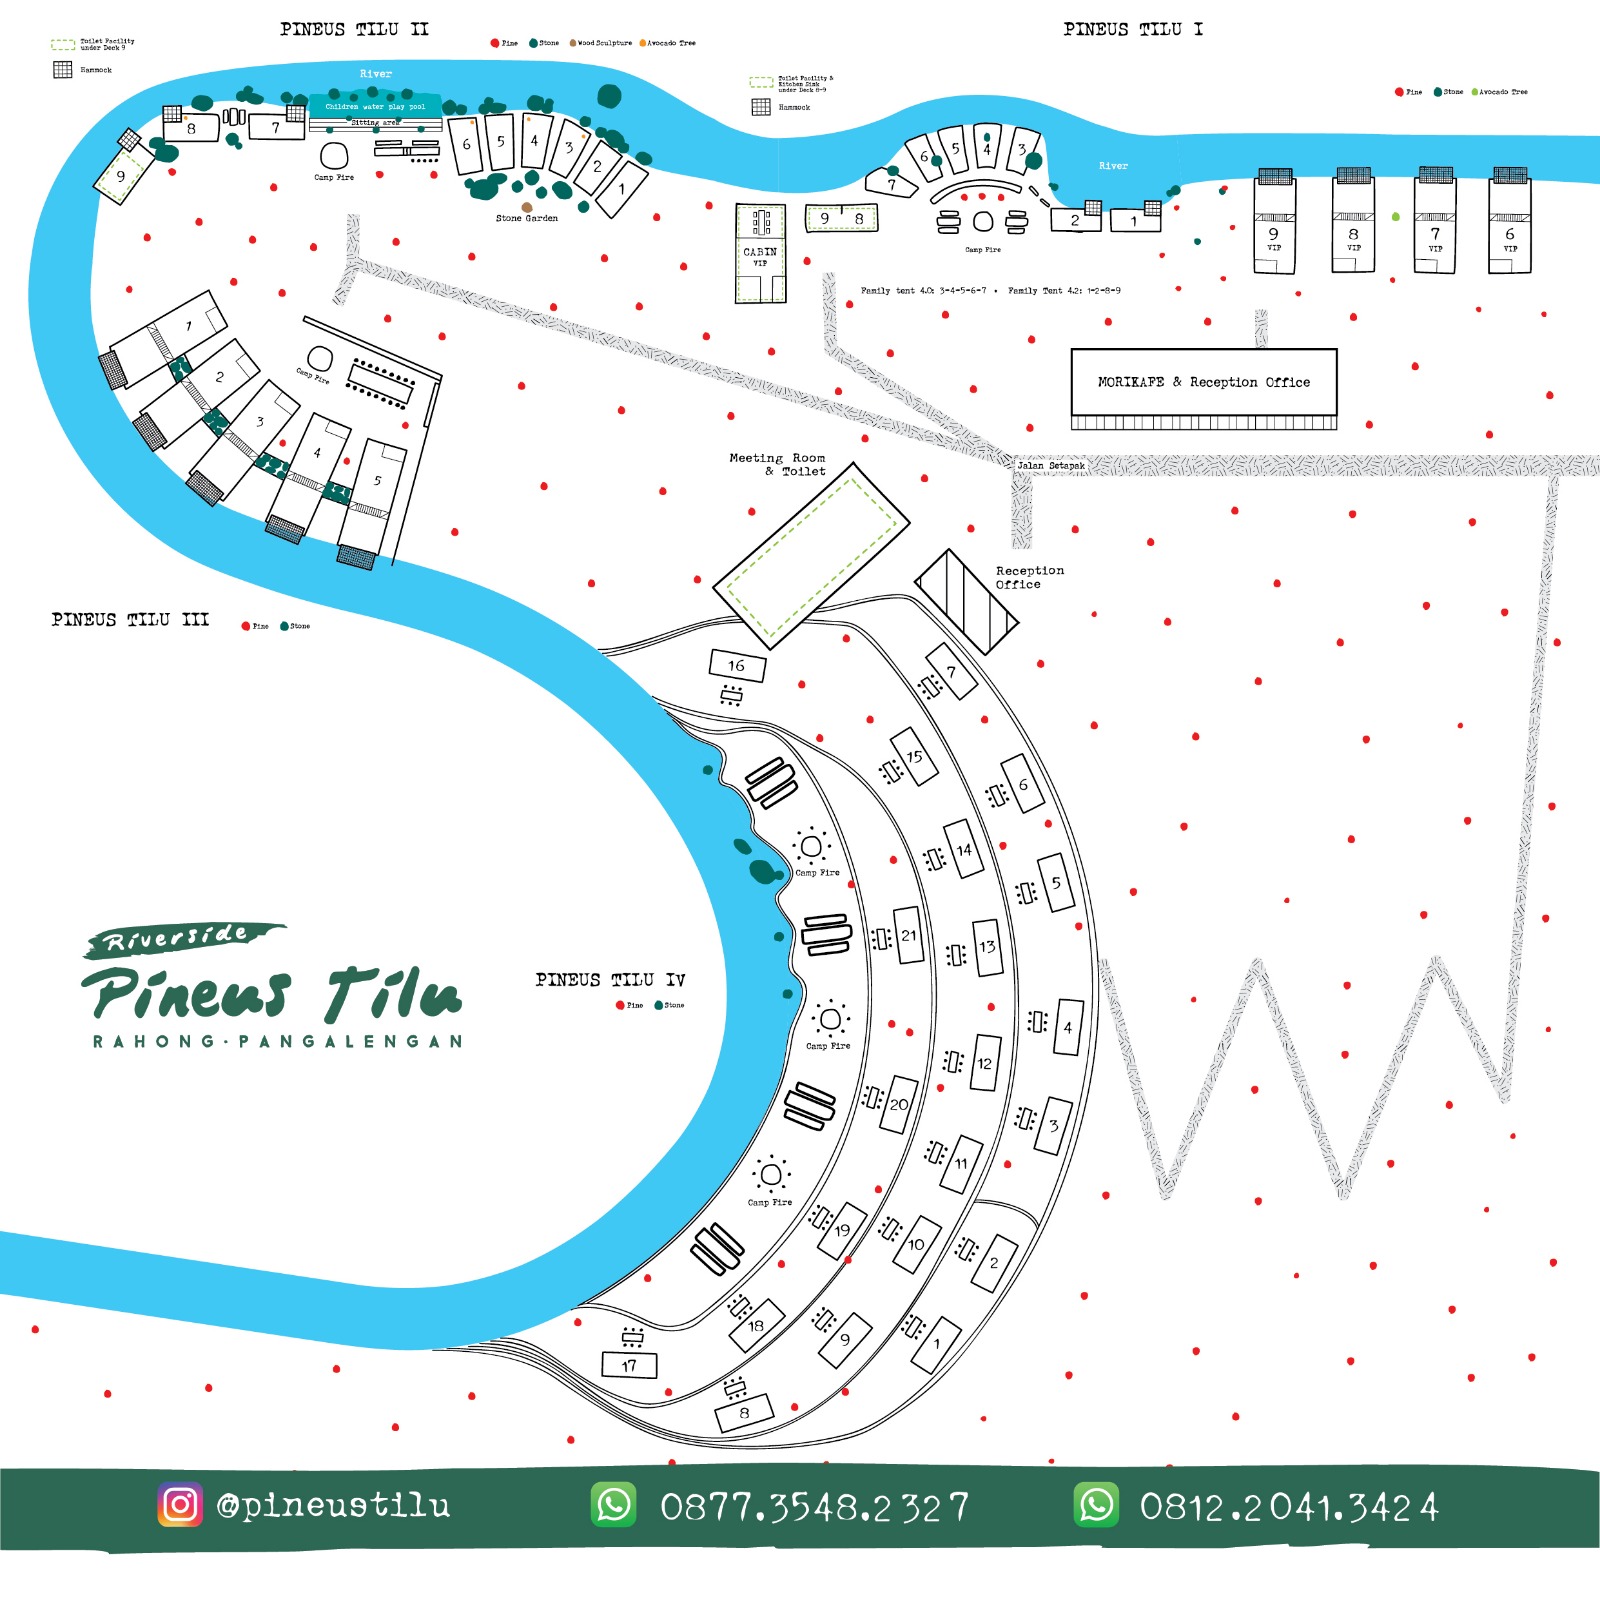 PINEUS TILU II
PINEUS TILU I
Toilet Facility
under Deck 9
Hammock
Pine
Stone
Wood Sculpture
Avocado Tree
Toilet Facility &
Kitchen Sink
under Deck 8-9
Hammock
Pine
Stone
Avocado Tree
River
Children water play pool
Sitting area
8
7
9
6
5
4
3
2
1
Camp Fire
Stone Garden
River
7
6
5
4
3
2
1
9
8
Camp Fire
CABIN
VIP
9
VIP
8
VIP
7
VIP
6
VIP
Family tent 4.0: 3-4-5-6-7 • Family Tent 4.2: 1-2-8-9
MORIKAFE & Reception Office
Jalan Setapak
1
2
3
4
5
Camp Fire
Meeting Room
& Toilet
Reception
Office
PINEUS TILU III
Pine
Stone
16
7
15
6
14
5
21
13
4
12
20
3
11
19
10
2
18
9
1
17
8
Camp Fire
Camp Fire
Camp Fire
Riverside
Pineus Tilu
RAHONG·PANGALENGAN
PINEUS TILU IV
Pine
Stone
@pineustilu
0877.3548.2327
0812.2041.3424